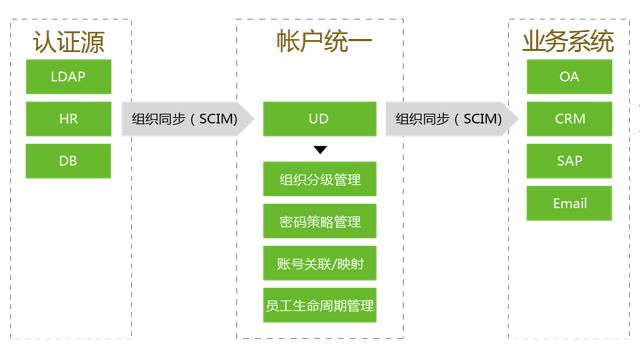 认证源
LDAP
HR
DB
组织同步（SCIM)
帐户统一
UD
组织分级管理
密码策略管理
账号关联/映射
员工生命周期管理
组织同步（SCIM)
业务系统
OA
CRM
SAP
Email